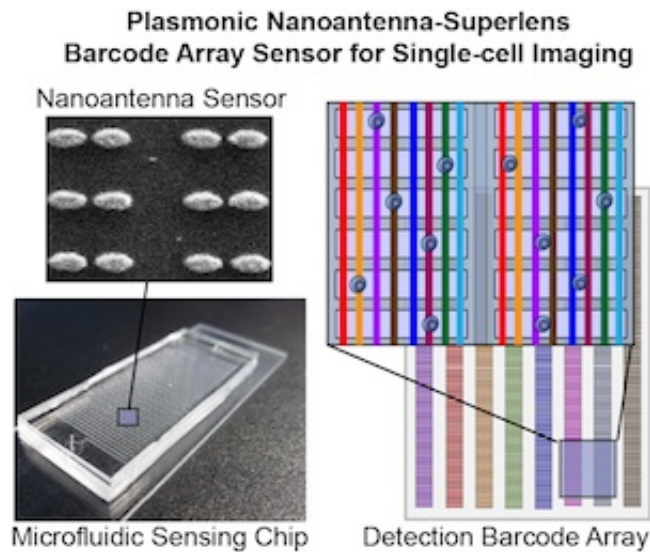 Plasmonic Nanoantenna-Superlens
Barcode Array Sensor for Single-cell Imaging
Nanoantenna Sensor
Microfluidic Sensing Chip
Detection Barcode Array